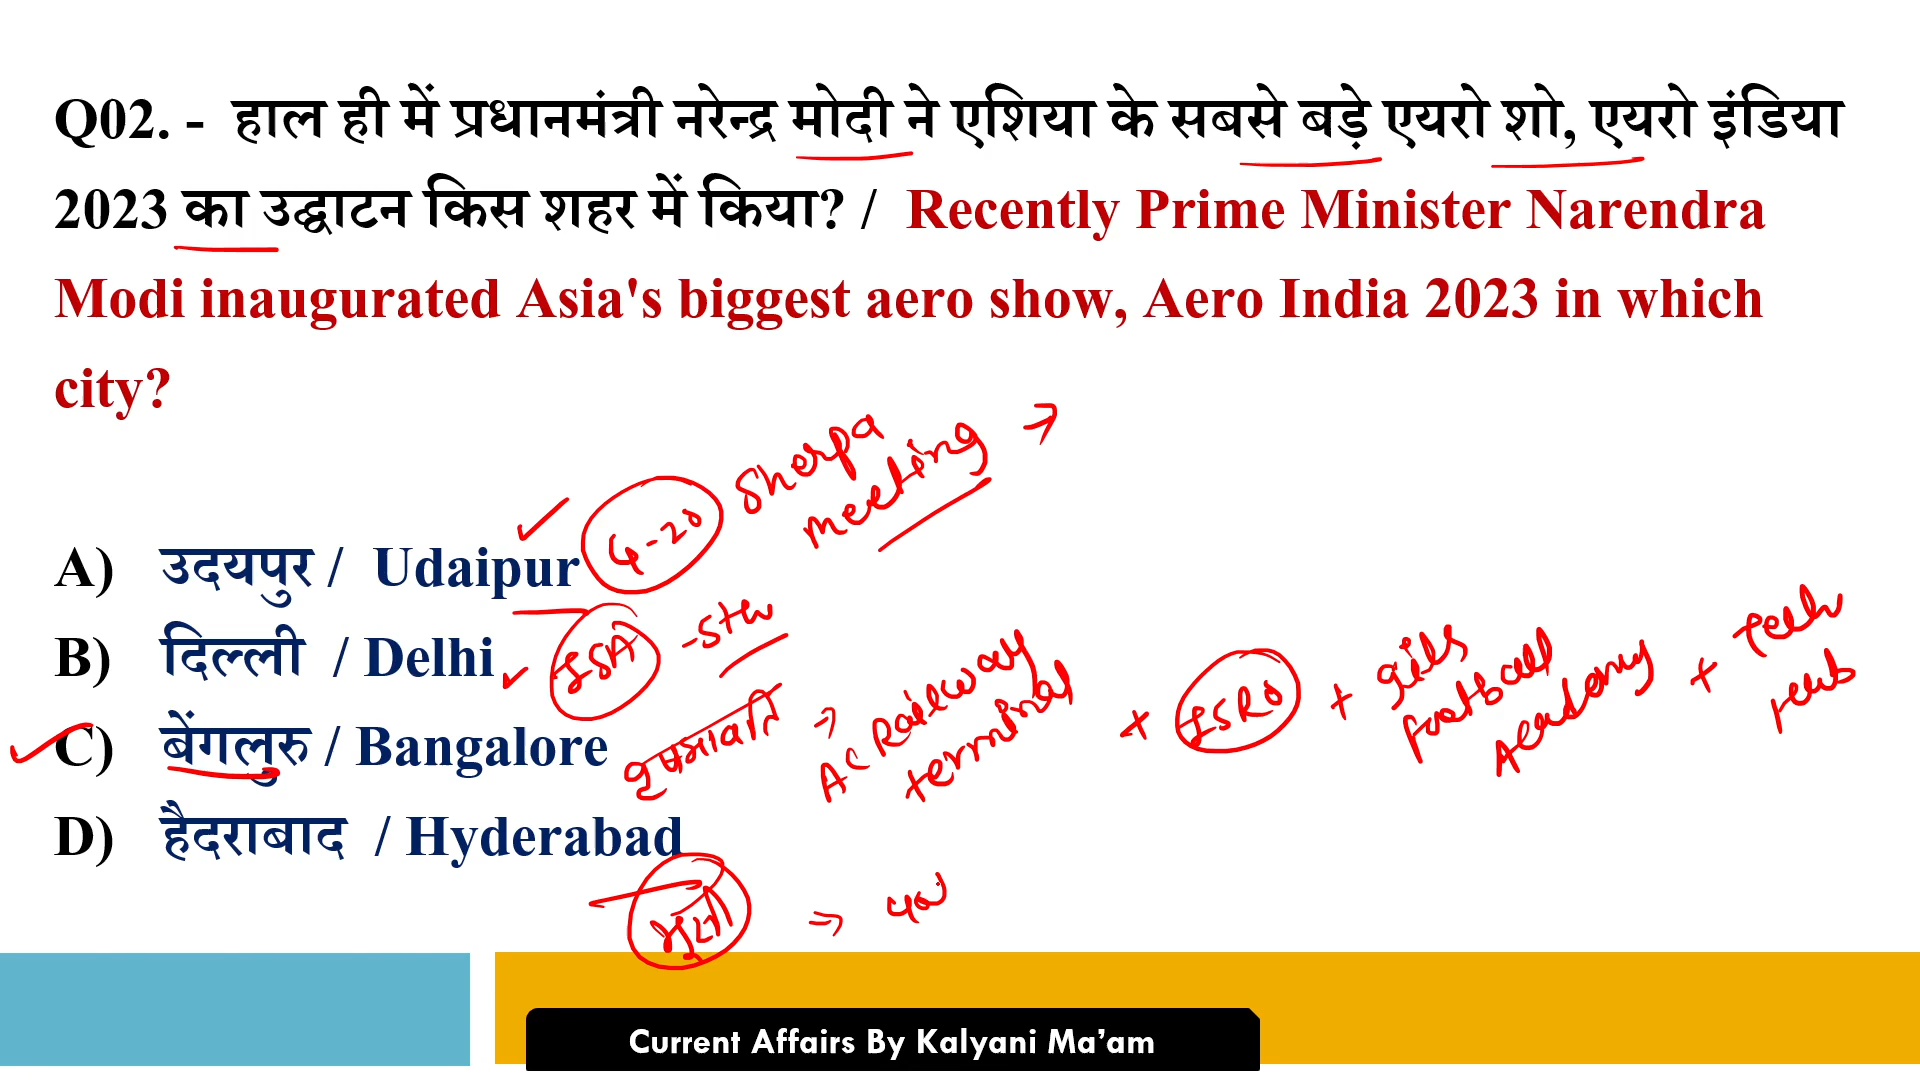 Q02. - हाल ही में प्रधानमंत्री नरेन्द्र मोदी ने एशिया के सबसे बड़े एयरो शो, एयरो इंडिया
2023 का उद्घाटन किस शहर में किया? / Recently Prime Minister Narendra
Modi inaugurated Asia's biggest aero show, Aero India 2023 in which
city?
G-20 Sherpa
meeting →
A) उदयपुर / Udaipur
B) दिल्ली / Delhi
ISA
C) बेंगलुरु / Bangalore
→ AC Railway
terminal
+ ISRO + girls
football
Academy + Tech
D) हैदराबाद / Hyderabad
Current Affairs By Kalyani Ma'am